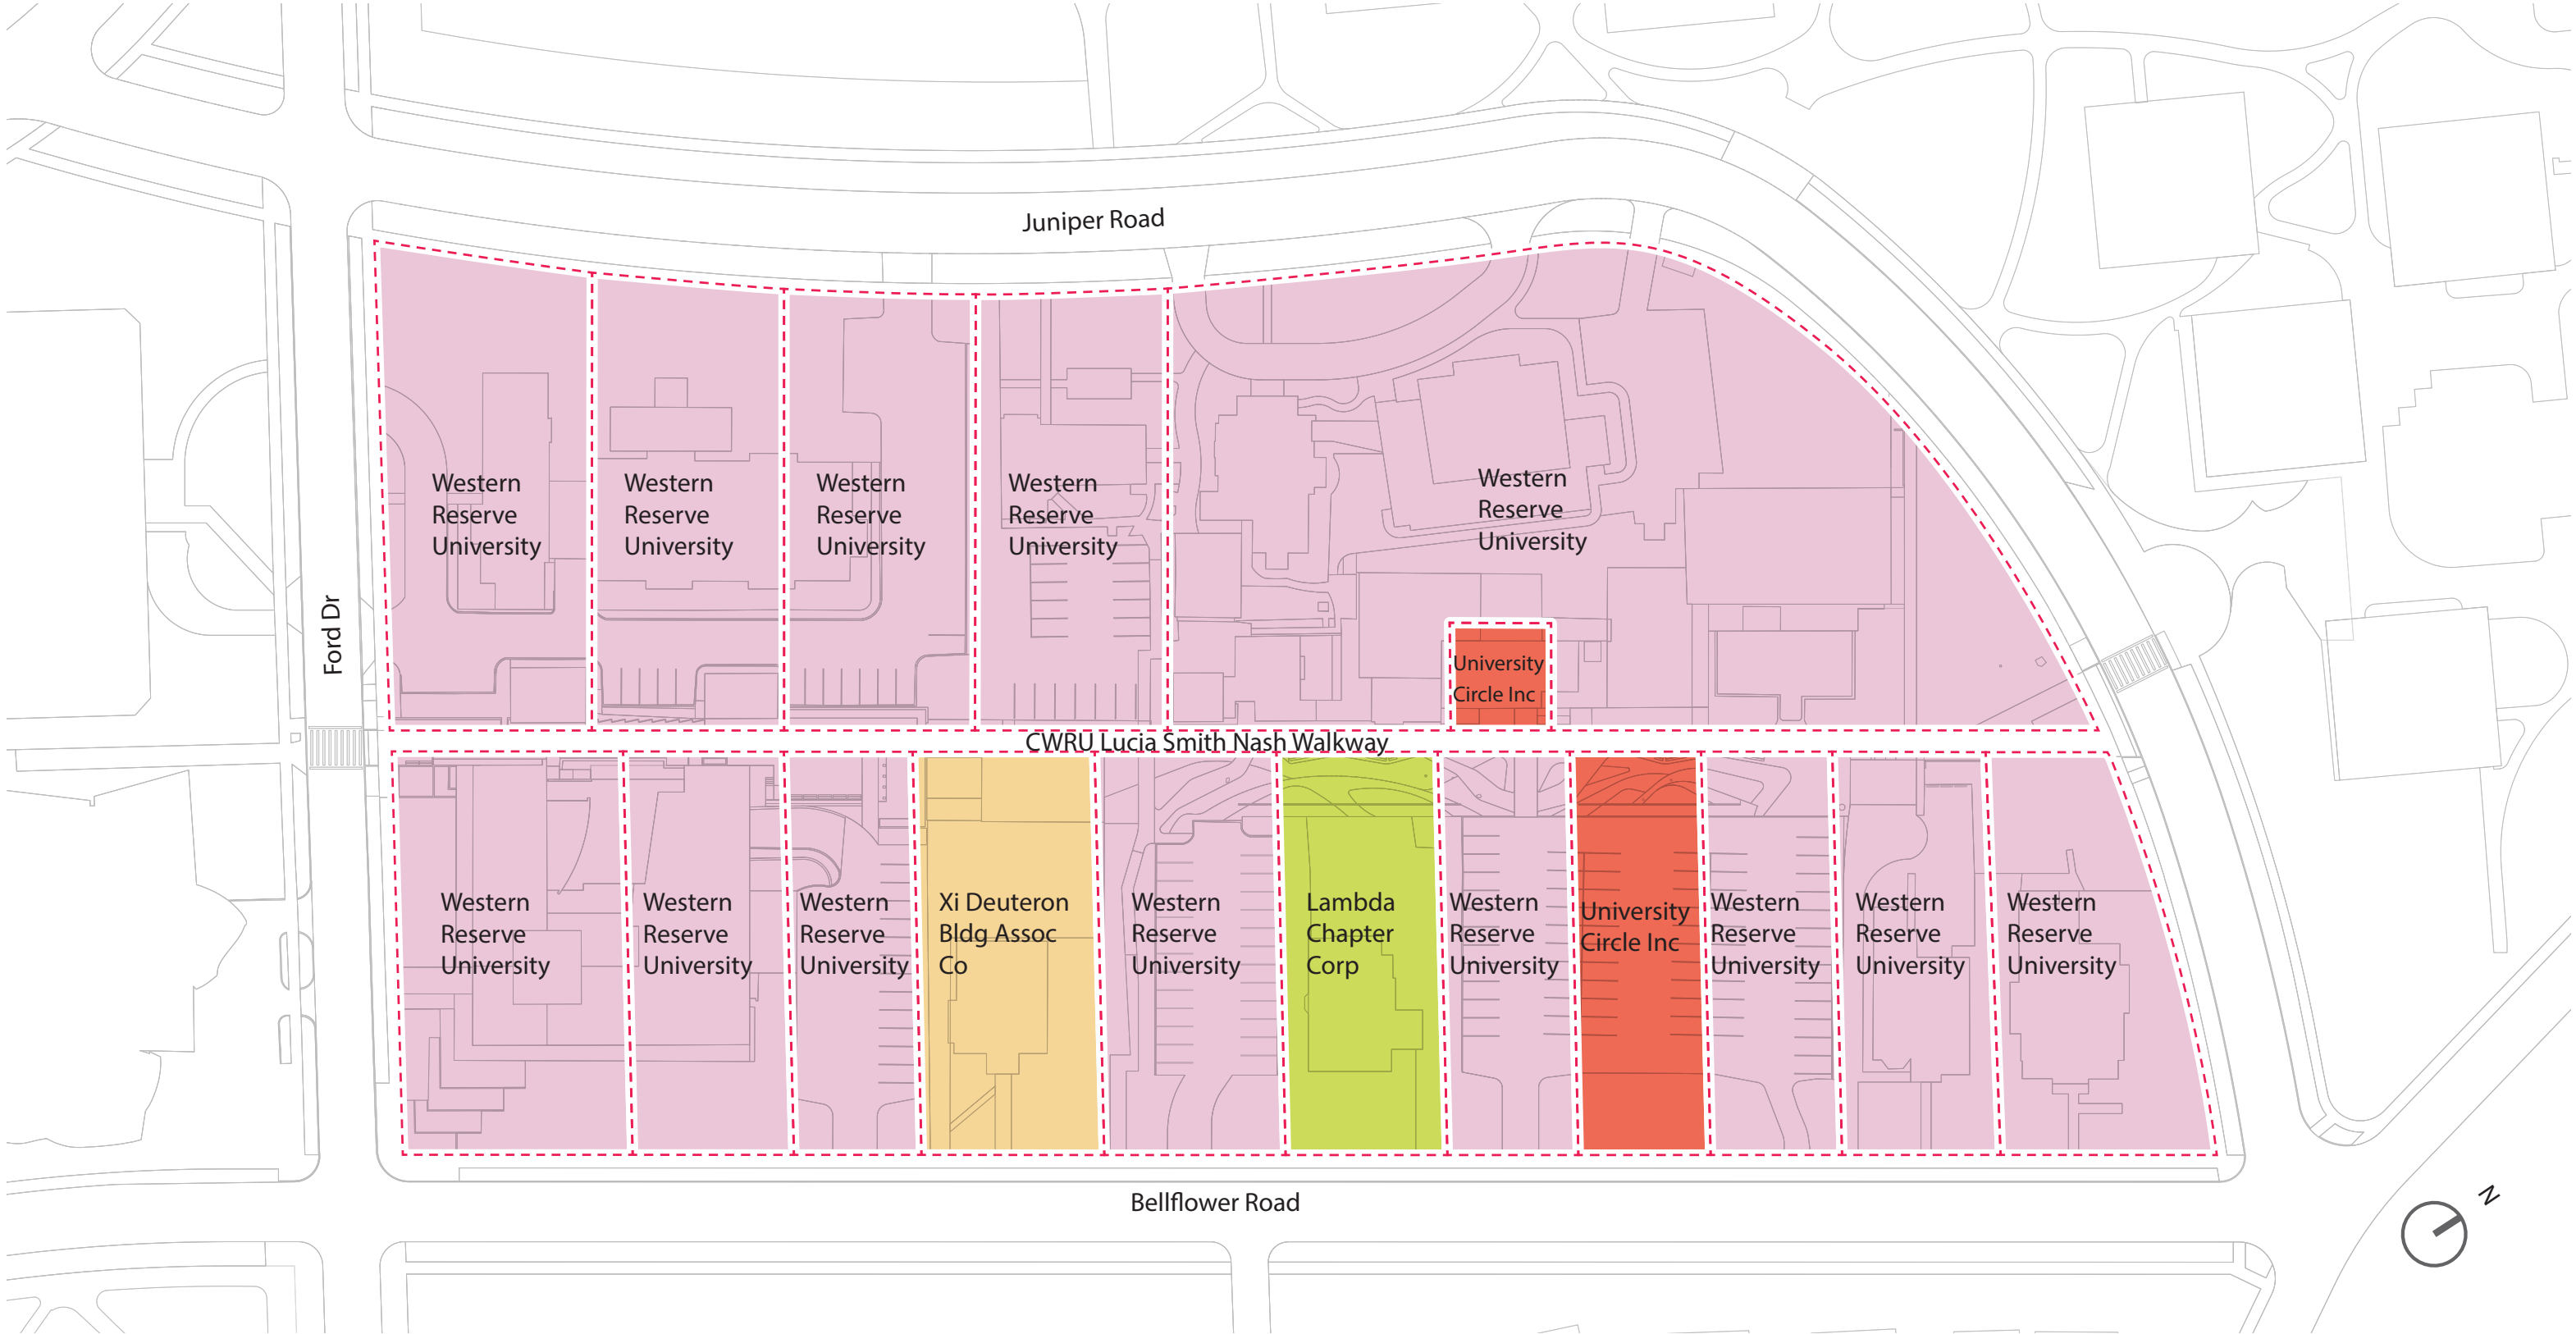 Juniper Road
Western
Reserve
University
Western
Reserve
University
Western
Reserve
University
Western
Reserve
University
Western
Reserve
University
Ford Dr
University
Circle Inc
CWRU Lucia Smith Nash Walkway
Western
Reserve
University
Western
Reserve
University
Western
Reserve
University
Xi Deuteron
Bldg Assoc
Co
Western
Reserve
University
Lambda
Chapter
Corp
Western
Reserve
University
University
Circle Inc
Western
Reserve
University
Western
Reserve
University
Western
Reserve
University
Bellflower Road
N